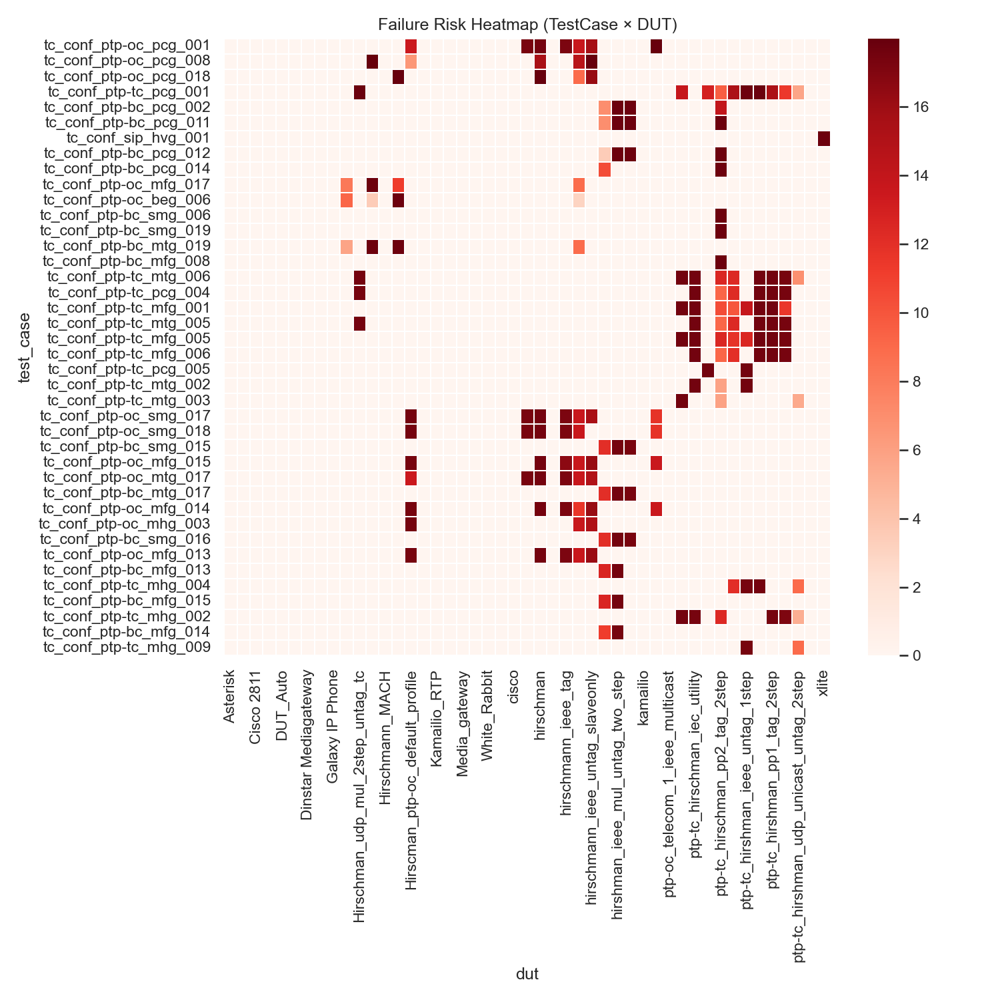 Failure Risk Heatmap (TestCase × DUT)
tc_conf_ptp-oc_pcg_001
tc_conf_ptp-oc_pcg_008
tc_conf_ptp-oc_pcg_018
tc_conf_ptp-tc_pcg_001
tc_conf_ptp-bc_pcg_002
tc_conf_ptp-bc_pcg_011
tc_conf_sip_hvg_001
tc_conf_ptp-bc_pcg_012
tc_conf_ptp-bc_pcg_014
tc_conf_ptp-oc_mfg_017
tc_conf_ptp-oc_beg_006
tc_conf_ptp-bc_smg_006
tc_conf_ptp-bc_smg_019
tc_conf_ptp-bc_mtg_019
tc_conf_ptp-bc_mfg_008
tc_conf_ptp-tc_mtg_006
tc_conf_ptp-tc_pcg_004
tc_conf_ptp-tc_mfg_001
tc_conf_ptp-tc_mtg_005
tc_conf_ptp-tc_mfg_005
tc_conf_ptp-tc_mfg_006
tc_conf_ptp-tc_pcg_005
tc_conf_ptp-tc_mtg_002
tc_conf_ptp-tc_mtg_003
tc_conf_ptp-oc_smg_017
tc_conf_ptp-oc_smg_018
tc_conf_ptp-bc_smg_015
tc_conf_ptp-oc_mfg_015
tc_conf_ptp-oc_mtg_017
tc_conf_ptp-bc_mtg_017
tc_conf_ptp-oc_mfg_014
tc_conf_ptp-oc_mhg_003
tc_conf_ptp-bc_smg_016
tc_conf_ptp-oc_mfg_013
tc_conf_ptp-bc_mfg_013
tc_conf_ptp-tc_mhg_004
tc_conf_ptp-bc_mfg_015
tc_conf_ptp-tc_mhg_002
tc_conf_ptp-bc_mfg_014
tc_conf_ptp-tc_mhg_009
test_case
Asterisk
Cisco 2811
DUT_Auto
Dinstar Mediagateway
Galaxy IP Phone
Hirschman_udp_mul_2step_untag_tc
Hirschmann_MACH
Hirscman_ptp-oc_default_profile
Kamailio_RTP
Media_gateway
White_Rabbit
cisco
hirschman
hirschmann_ieee_tag
hirschmann_ieee_untag_slaveonly
hirshman_ieee_mul_untag_two_step
kamailio
ptp-oc_telecom_1_ieee_multicast
ptp-tc_hirschman_iec_utility
ptp-tc_hirschman_pp2_tag_2step
ptp-tc_hirshman_ieee_untag_1step
ptp-tc_hirshman_pp1_tag_2step
ptp-tc_hirshman_udp_unicast_untag_2step
xlite
dut
16
14
12
10
8
6
4
2
0